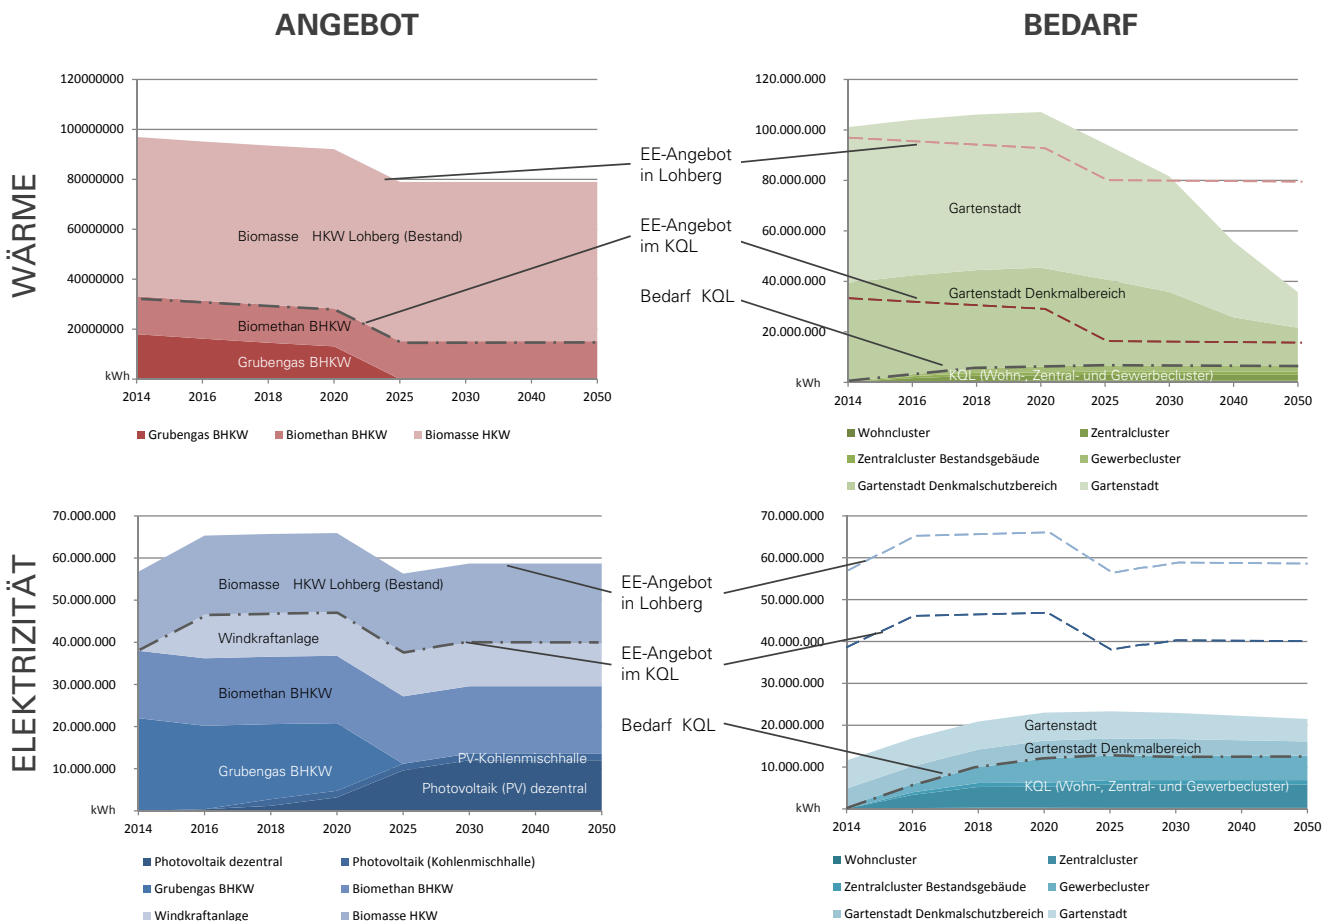 ANGEBOT
BEDARF
WÄRME
120000000
100000000
80000000
60000000
40000000
20000000
kWh
2014 2016 2018 2020 2025 2030 2040 2050
Biomasse HKW Lohberg (Bestand)
Biomethan BHKW
Grubengas BHKW
Grubengas BHKW Biomethan BHKW Biomasse HKW
EE-Angebot
in Lohberg
EE-Angebot
im KQL
Bedarf KQL
120.000.000
100.000.000
80.000.000
60.000.000
40.000.000
20.000.000
kWh
2014 2016 2018 2020 2025 2030 2040 2050
Gartenstadt
Gartenstadt Denkmalbereich
KQL (Wohn-, Zentral- und Gewerbecluster)
Wohncluster Zentralcluster
Zentralcluster Bestandsgebäude Gewerbecluster
Gartenstadt Denkmalschutzbereich Gartenstadt
ELEKTRIZITÄT
70.000.000
60.000.000
50.000.000
40.000.000
30.000.000
20.000.000
10.000.000
kWh
2014 2016 2018 2020 2025 2030 2040 2050
Biomasse HKW Lohberg (Bestand)
Windkraftanlage
Biomethan BHKW
Grubengas BHKW
PV-Kohlenmischhalle
Photovoltaik (PV) dezentral
Photovoltaik dezentral Photovoltaik (Kohlenmischhalle)
Grubengas BHKW Biomethan BHKW
Windkraftanlage Biomasse HKW
EE-Angebot
in Lohberg
EE-Angebot
im KQL
Bedarf KQL
70.000.000
60.000.000
50.000.000
40.000.000
30.000.000
20.000.000
10.000.000
kWh
2014 2016 2018 2020 2025 2030 2040 2050
Gartenstadt
Gartenstadt Denkmalbereich
KQL (Wohn-, Zentral- und Gewerbecluster)
Wohncluster Zentralcluster
Zentralcluster Bestandsgebäude Gewerbecluster
Gartenstadt Denkmalschutzbereich Gartenstadt